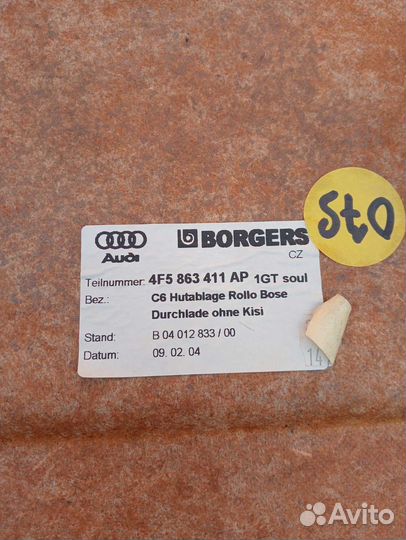 Audi
BORGERS
CZ
Teilnummer: 4F5 863 411 AP 1GT soul
Bez.: C6 Hutablage Rollo Bose
Durchlade ohne Kisi
Stand: B 04 012 833 / 00
Datum: 09. 02. 04
14
Avito